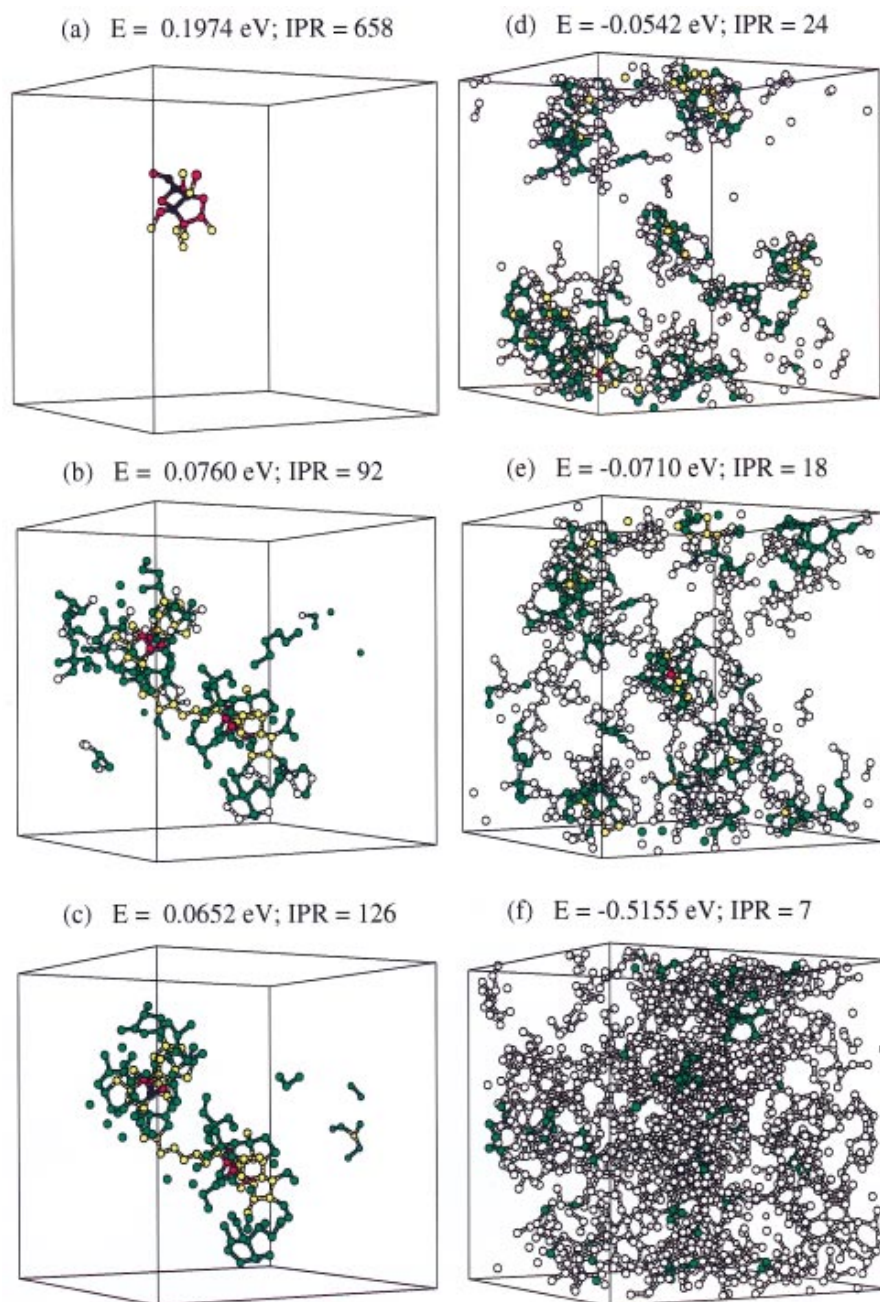 (a) E = 0.1974 eV; IPR = 658
(d) E = -0.0542 eV; IPR = 24
(b) E = 0.0760 eV; IPR = 92
(e) E = -0.0710 eV; IPR = 18
(c) E = 0.0652 eV; IPR = 126
(f) E = -0.5155 eV; IPR = 7